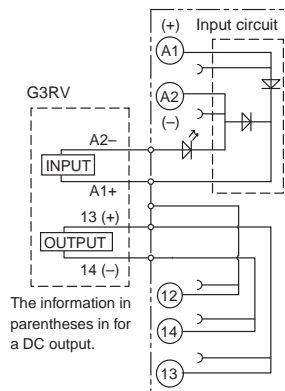 (+)
Input circuit
A1
G3RV
A2
(–)
A2–
INPUT
A1+
13 (+)
OUTPUT
14 (–)
The information in
parentheses in for
a DC output.
12
14
13